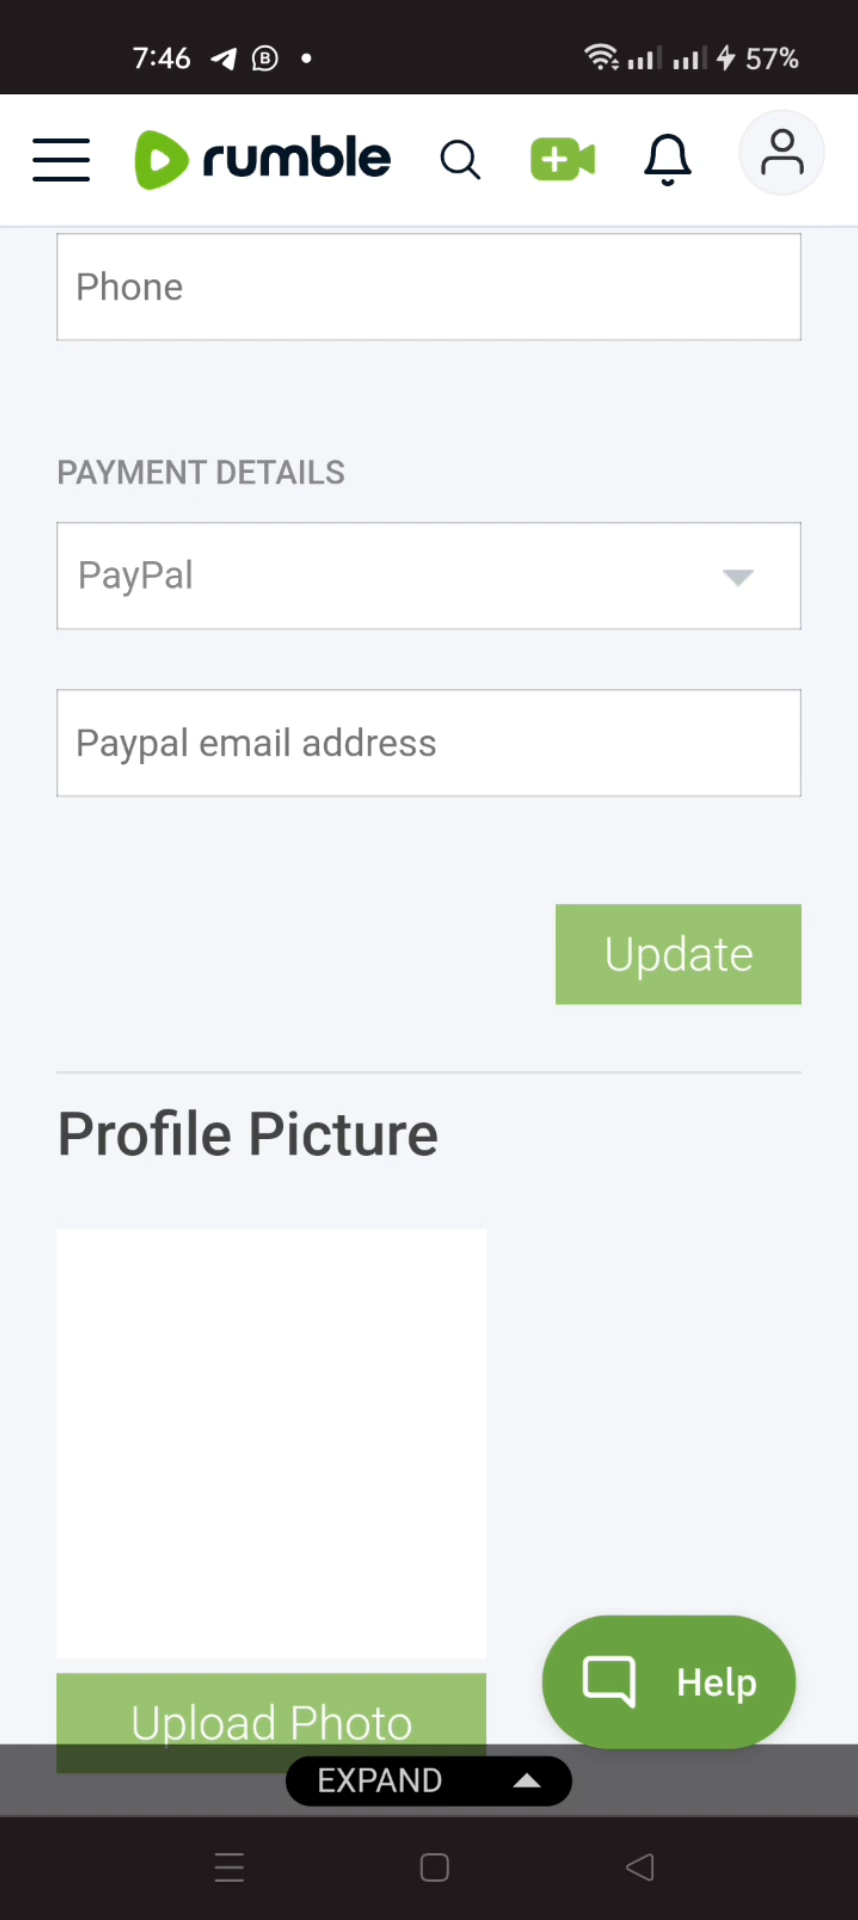 7:46 B 57%
rumble
Phone
PAYMENT DETAILS
PayPal
Paypal email address
Update
Profile Picture
Upload Photo
Help
EXPAND